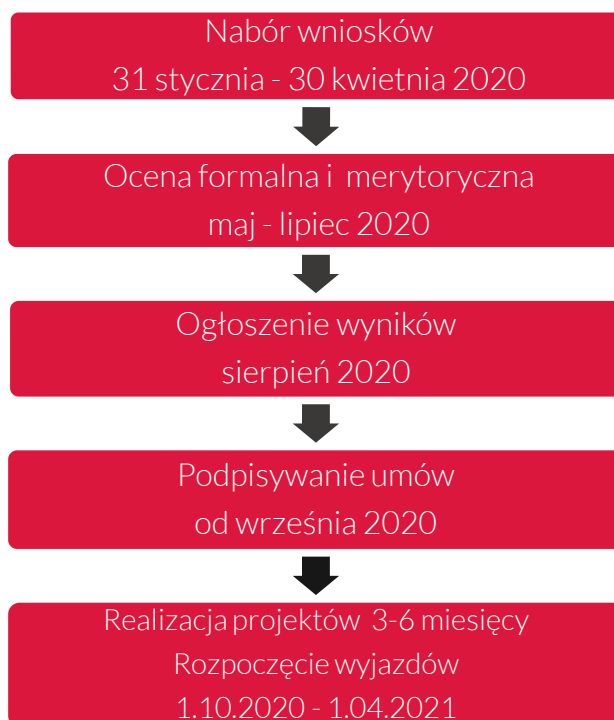 Nabór wniosków
31 stycznia - 30 kwietnia 2020
Ocena formalna i merytoryczna
maj - lipiec 2020
Ogłoszenie wyników
sierpień 2020
Podpisywanie umów
od września 2020
Realizacja projektów 3-6 miesięcy
Rozpoczęcie wyjazdów
1.10.2020 - 1.04.2021